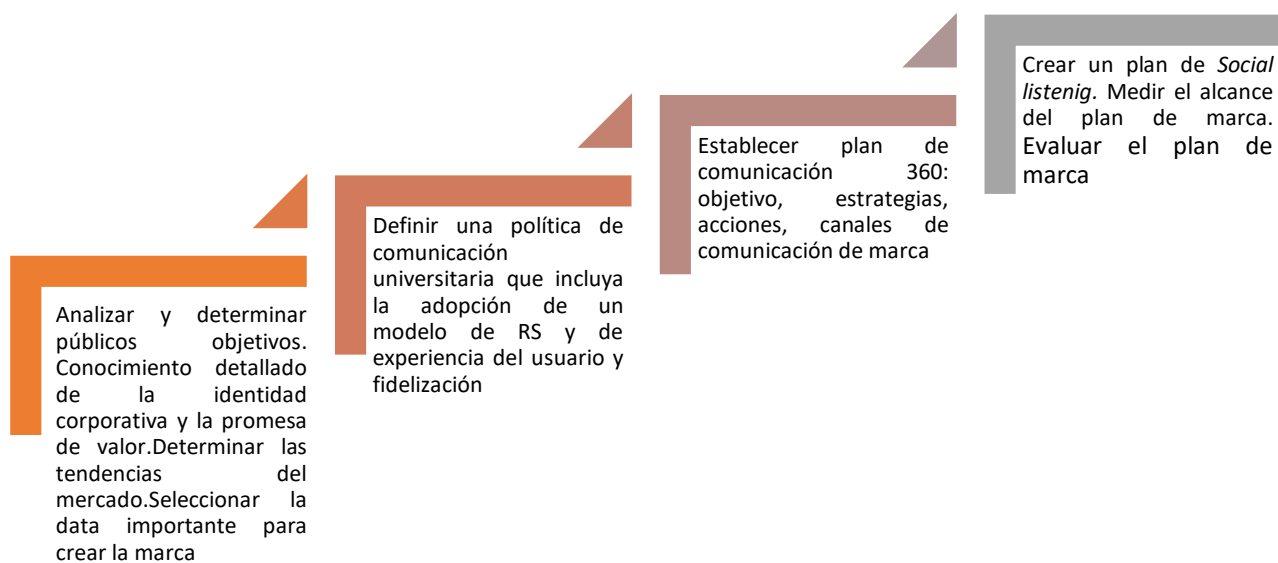 Analizar y determinar
públicos objetivos.
Conocimiento detallado
de la identidad
corporativa y la promesa
de valor.Determinar las
tendencias del
mercado.Seleccionar la
data importante para
crear la marca
Definir una política de
comunicación
universitaria que incluya
la adopción de un
modelo de RS y de
experiencia del usuario y
fidelización
Establecer plan de
comunicación 360:
objetivo, estrategias,
acciones, canales de
comunicación de marca
Crear un plan de Social
listenig. Medir el alcance
del plan de marca.
Evaluar el plan de
marca